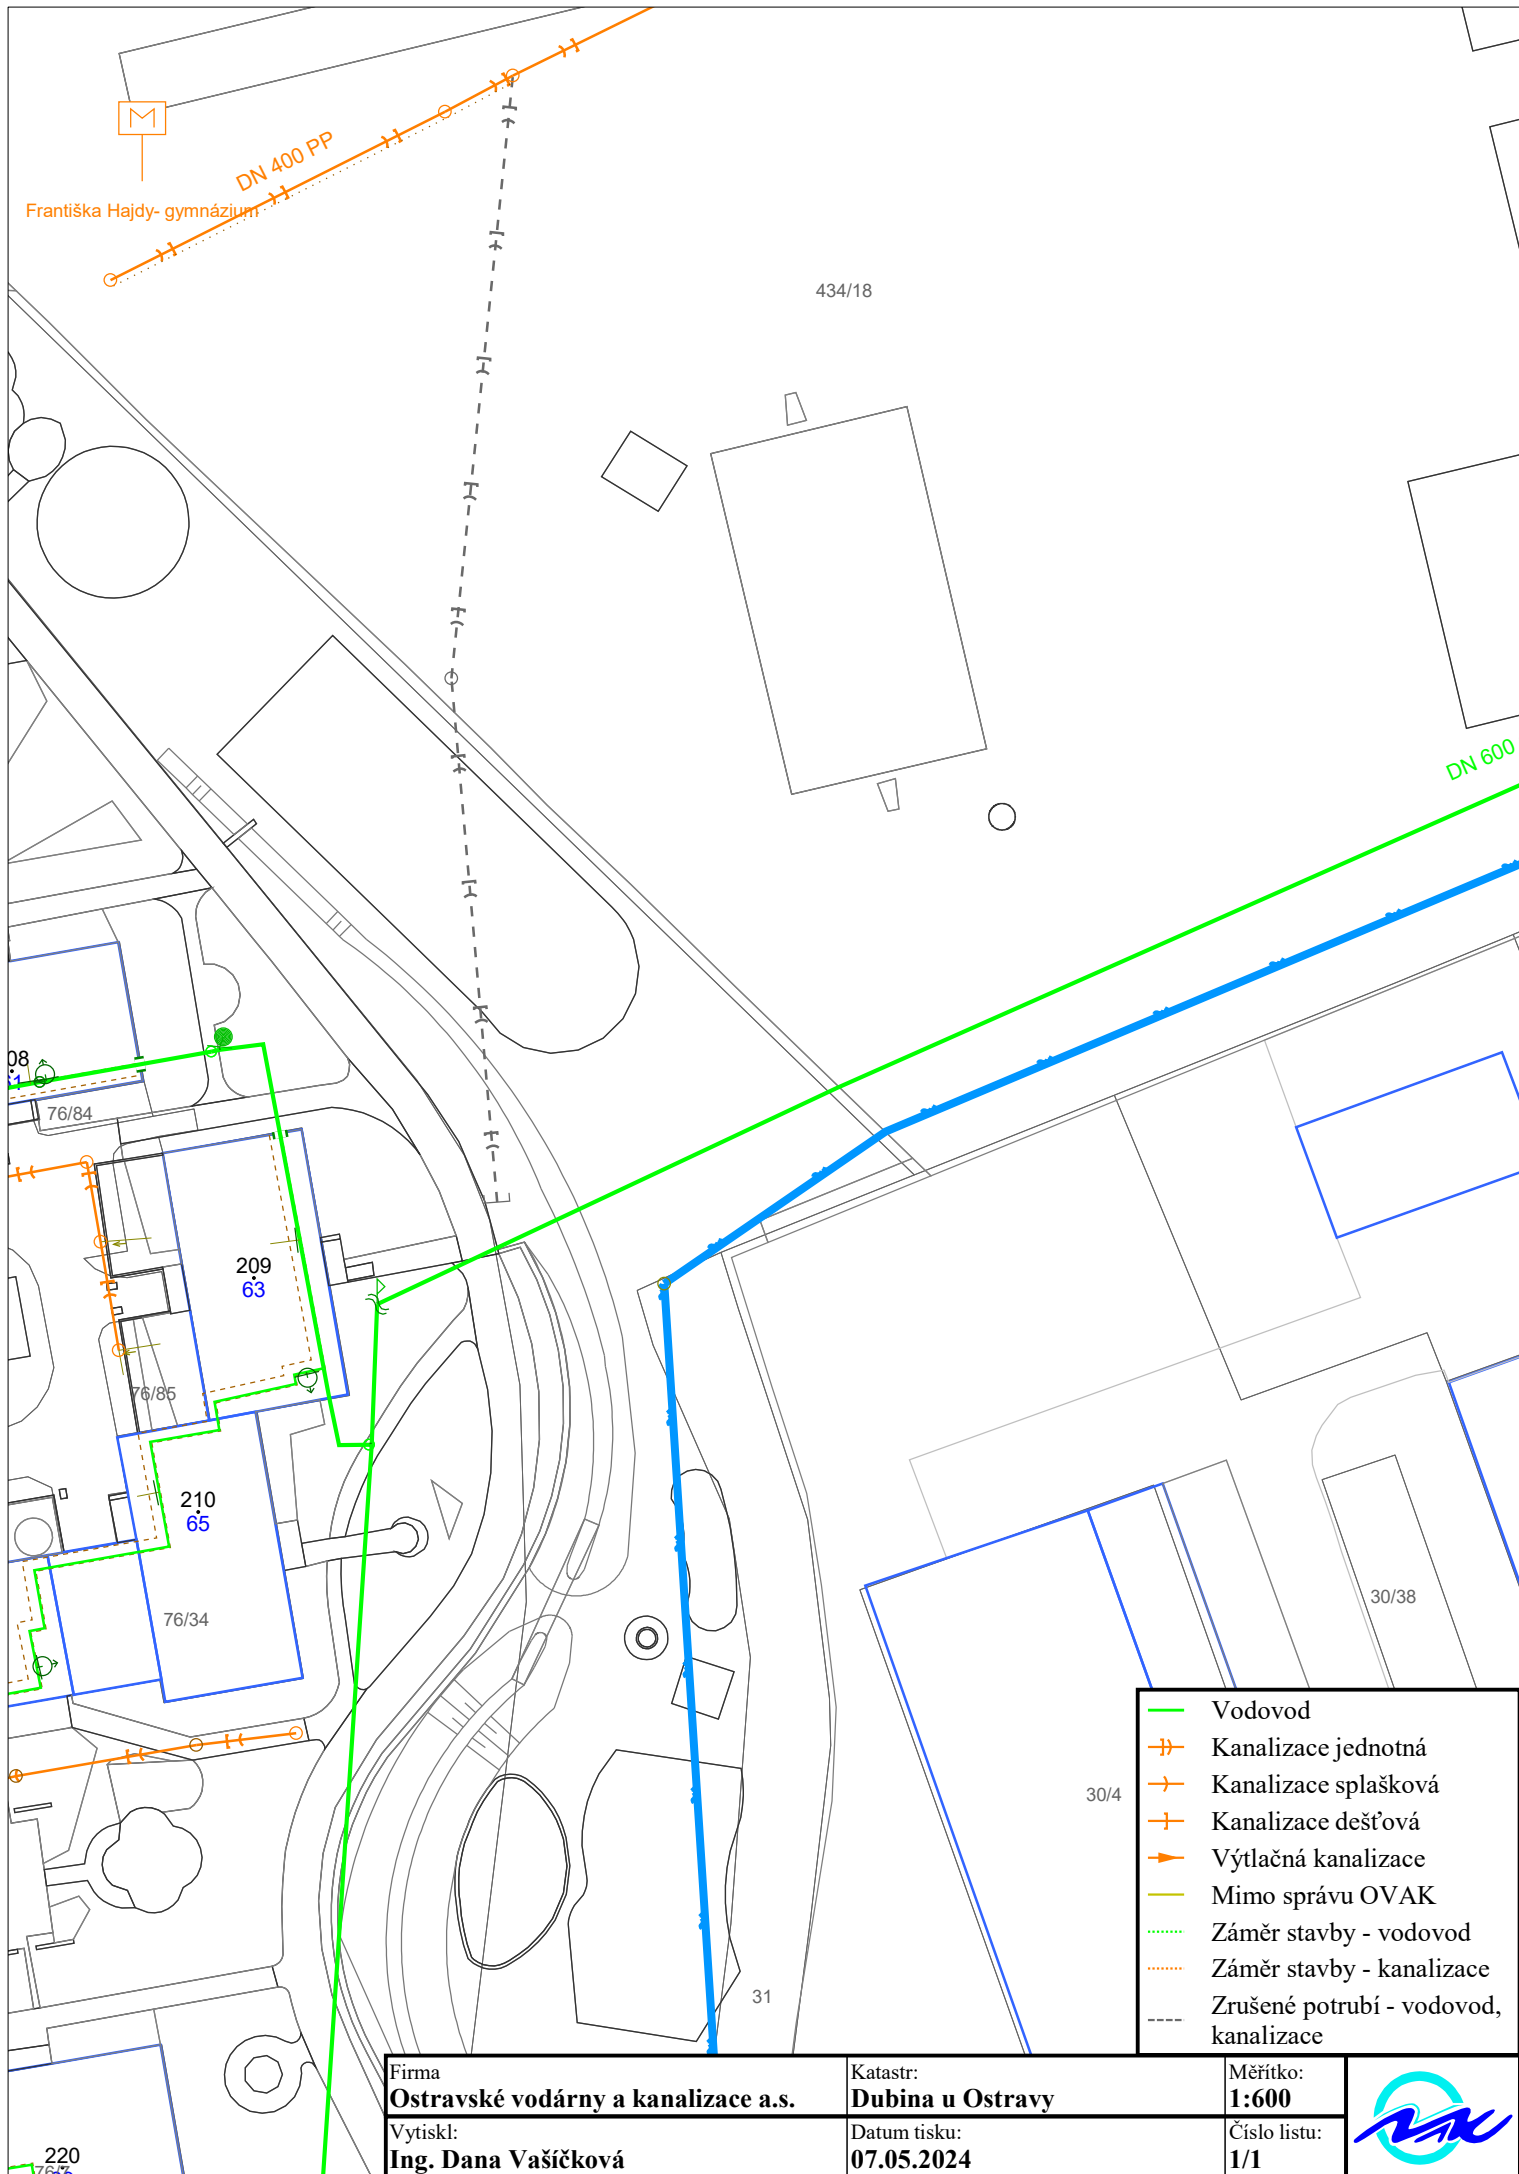 DN 400 PP
Františka Hajdy- gymnázium
434/18
DN 600
08
76/84
209
63
76/85
210
65
76/34
30/38
30/4
31
220
Vodovod
Kanalizace jednotná
Kanalizace splašková
Kanalizace dešťová
Výtlačná kanalizace
Mimo správu OVAK
Záměr stavby - vodovod
Záměr stavby - kanalizace
Zrušené potrubí - vodovod,
kanalizace
Firma
Ostravské vodárny a kanalizace a.s.
Katastr:
Dubina u Ostravy
Měřítko:
1:600
Vytiskl:
Ing. Dana Vašíčková
Datum tisku:
07.05.2024
Číslo listu:
1/1